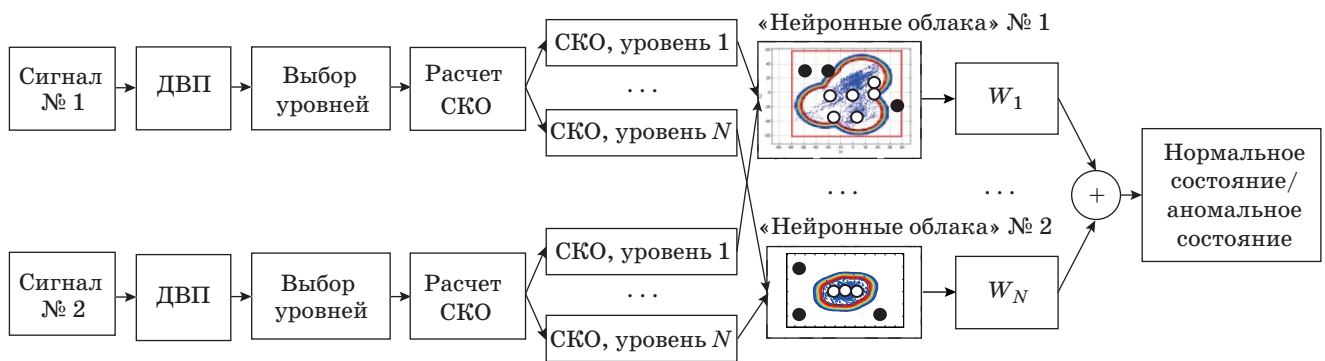 Сигнал
№ 1
ДВП
Выбор
уровней
Расчет
СКО
СКО, уровень 1
...
СКО, уровень N
«Нейронные облака» № 1
W1
...
...
+
Нормальное
состояние/
аномальное
состояние
Сигнал
№ 2
ДВП
Выбор
уровней
Расчет
СКО
СКО, уровень 1
...
СКО, уровень N
«Нейронные облака» № 2
WN